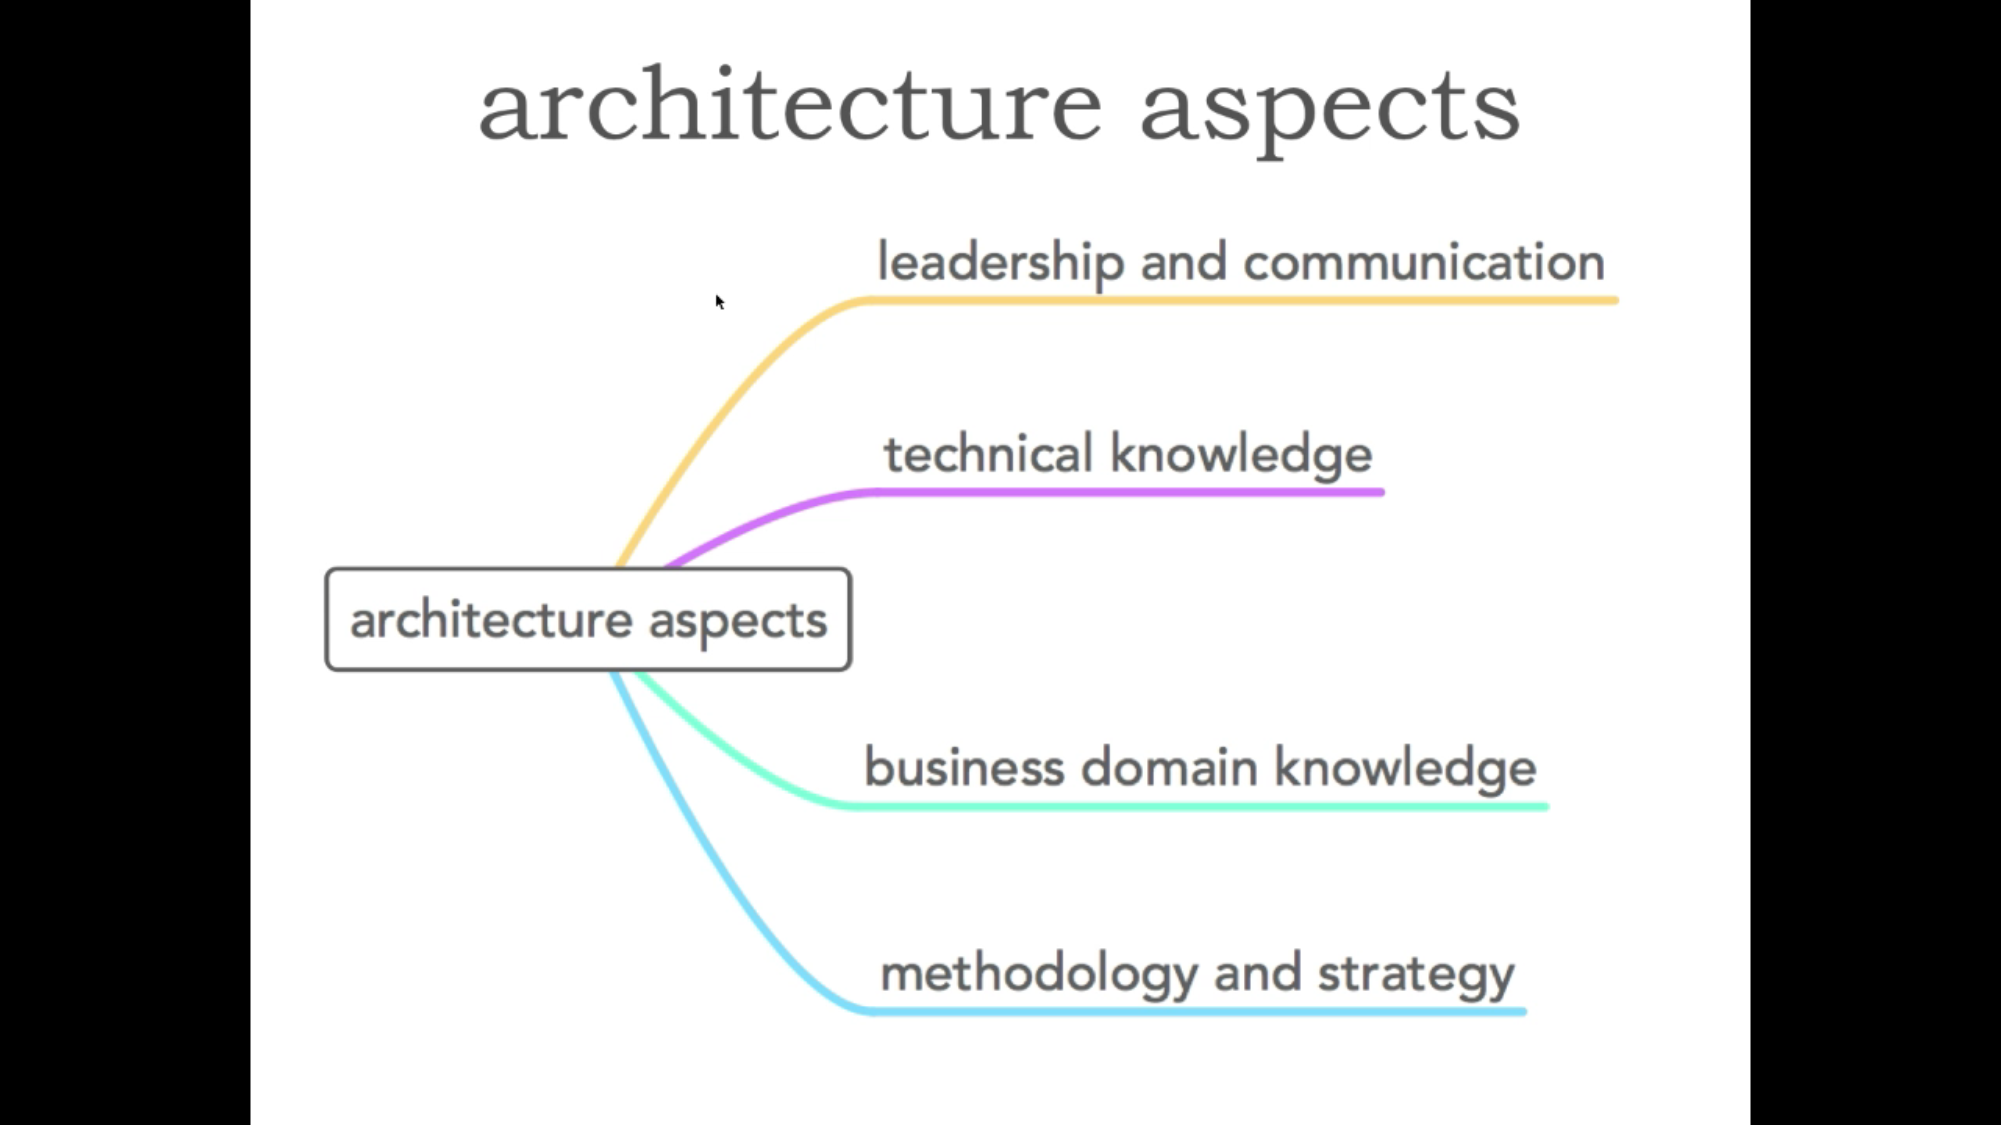 architecture aspects
leadership and communication
technical knowledge
architecture aspects
business domain knowledge
methodology and strategy